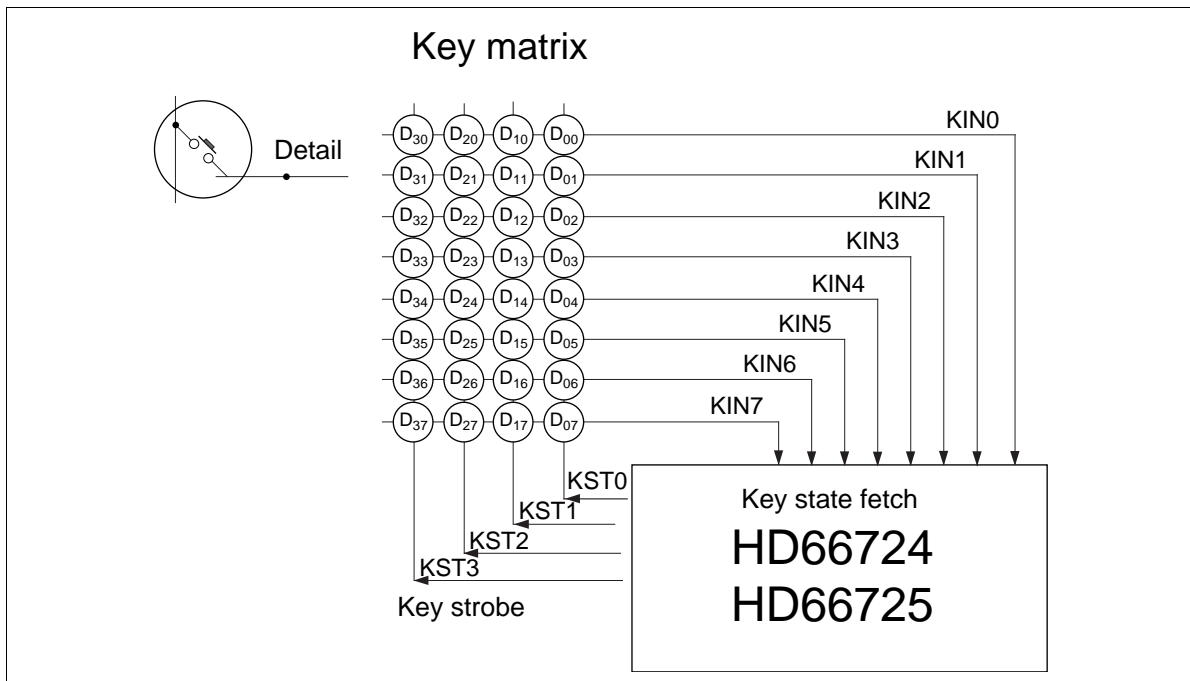 Key matrix
Detail
D30 D20 D10 D00 KIN0
D31 D21 D11 D01 KIN1
D32 D22 D12 D02 KIN2
D33 D23 D13 D03 KIN3
D34 D24 D14 D04 KIN4
D35 D25 D15 D05 KIN5
D36 D26 D16 D06 KIN6
D37 D27 D17 D07 KIN7
KST0
KST1
KST2
KST3
Key strobe
Key state fetch
HD66724
HD66725